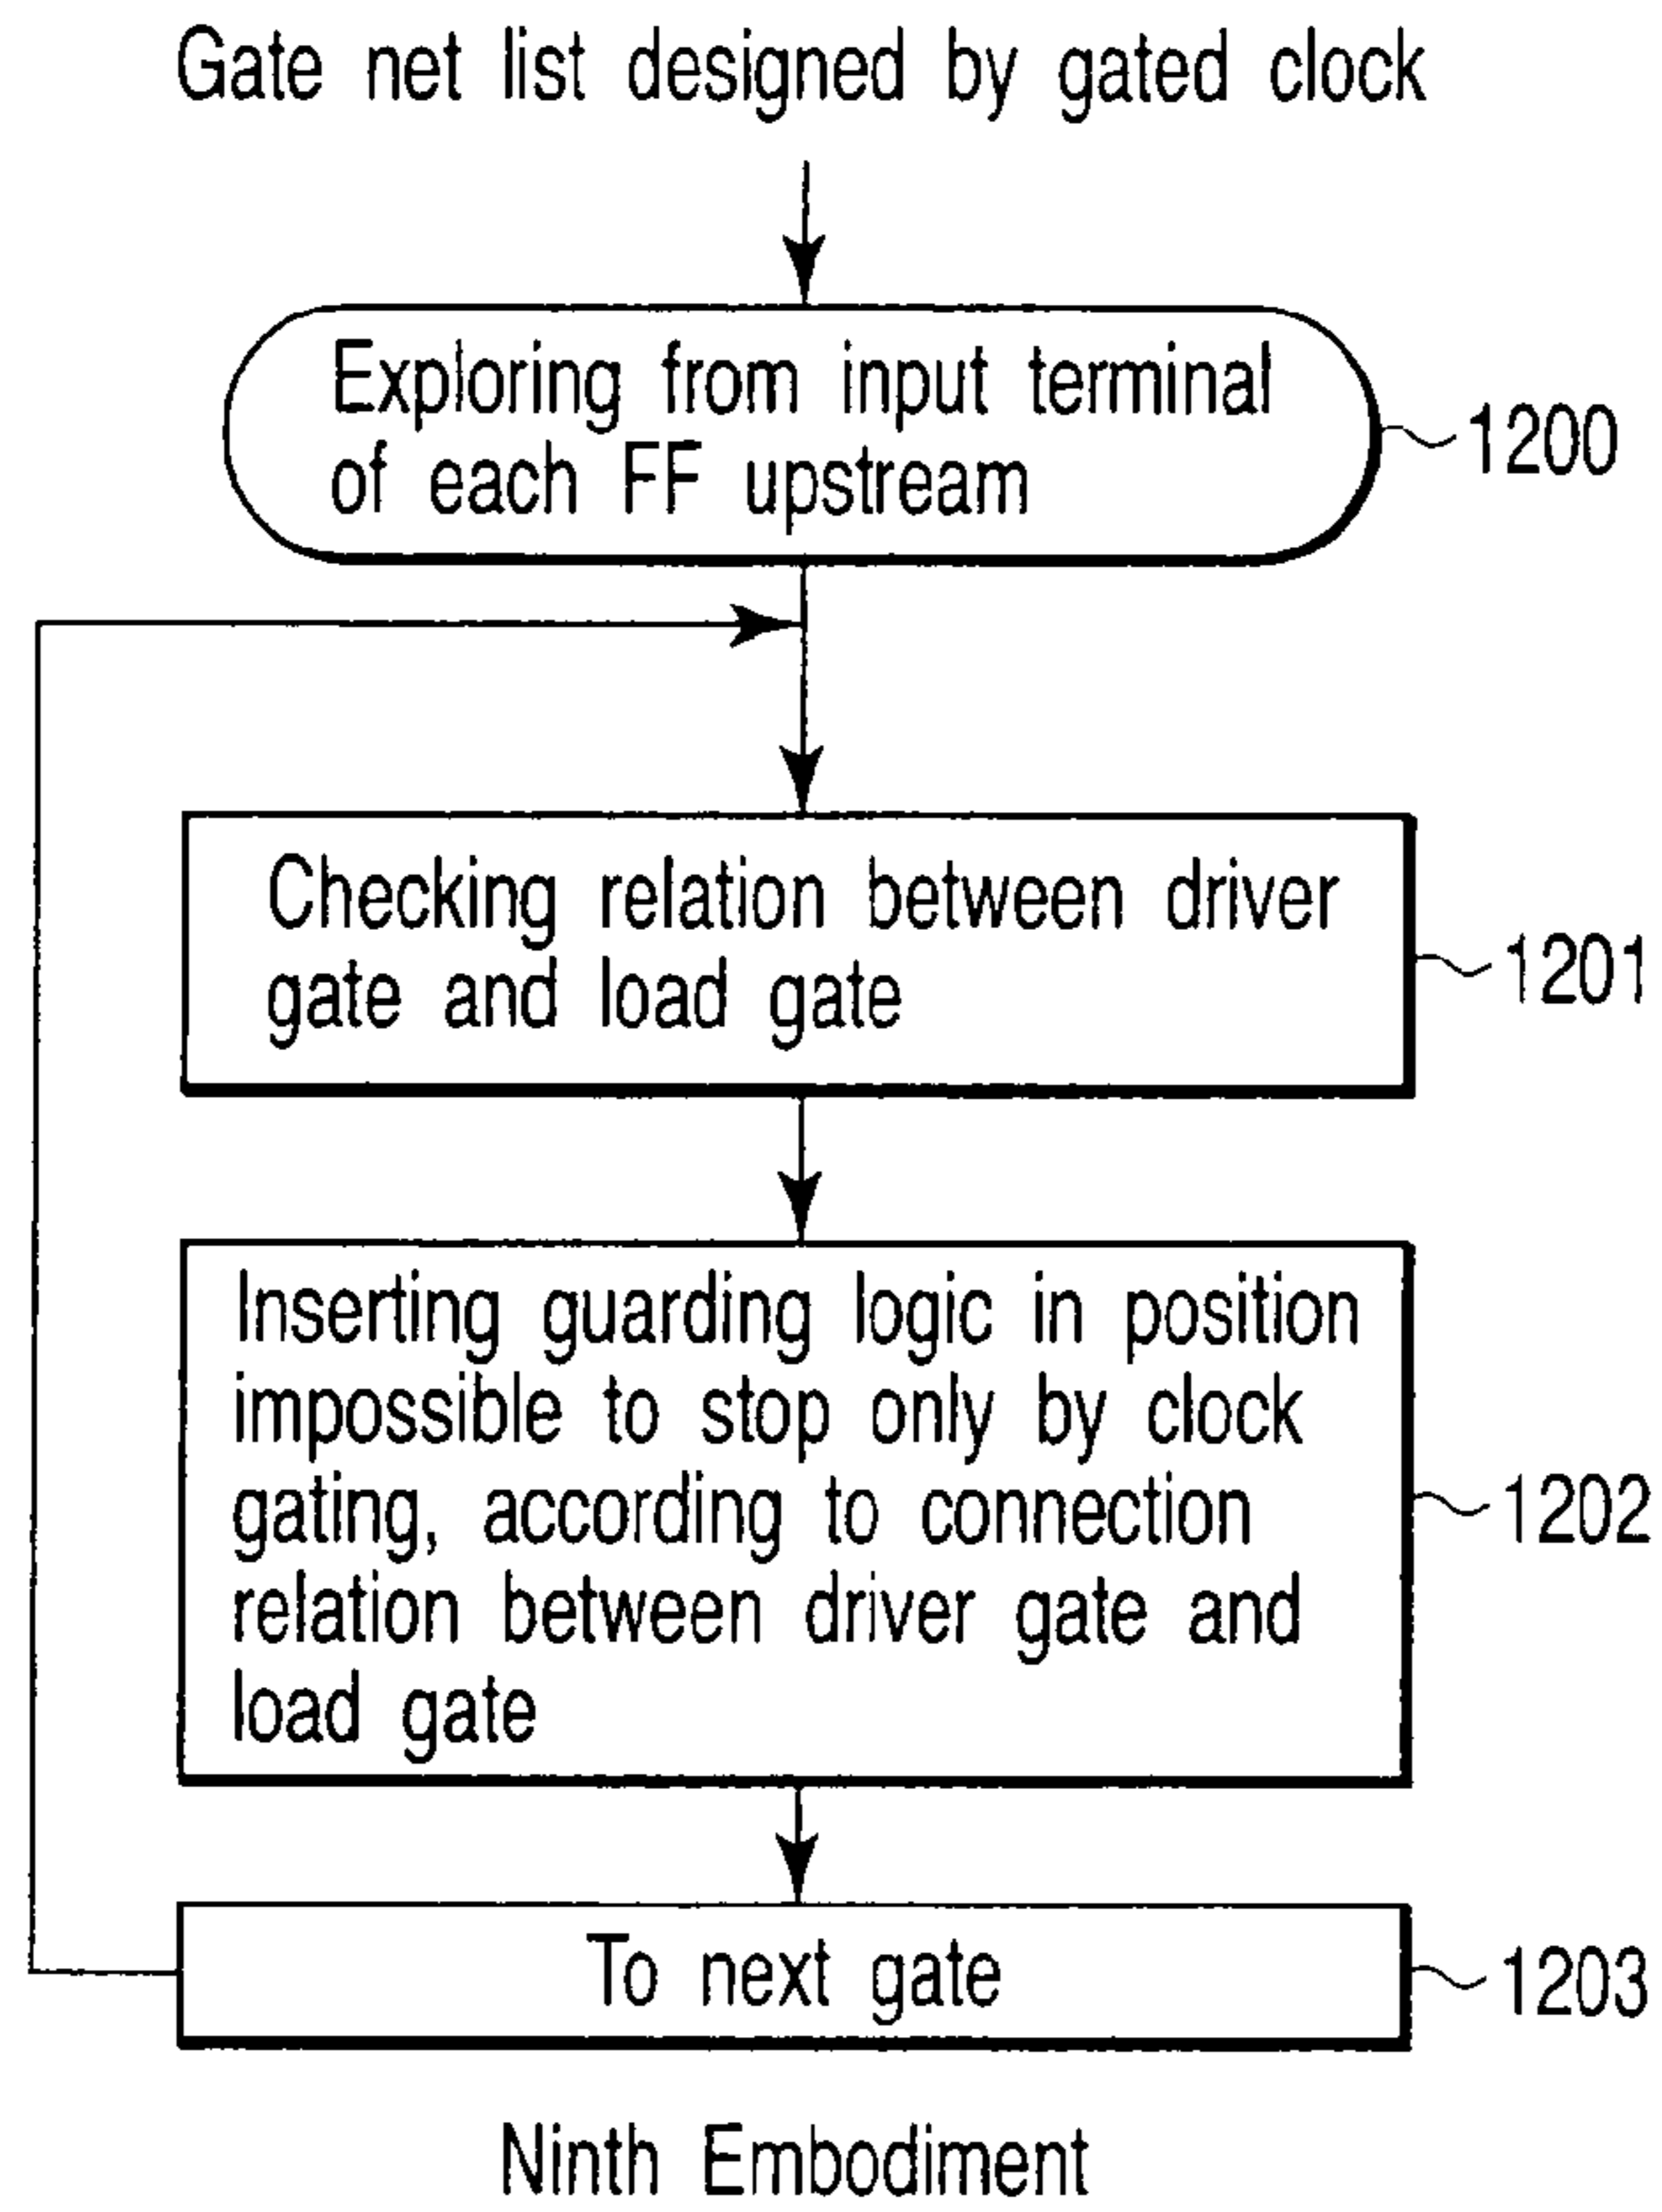 Gate net list designed by gated clock
Exploring from input terminal
of each FF upstream
1200
Checking relation between driver
gate and load gate
1201
Inserting guarding logic in position
impossible to stop only by clock
gating, according to connection
relation between driver gate and
load gate
1202
To next gate
1203
Ninth Embodiment